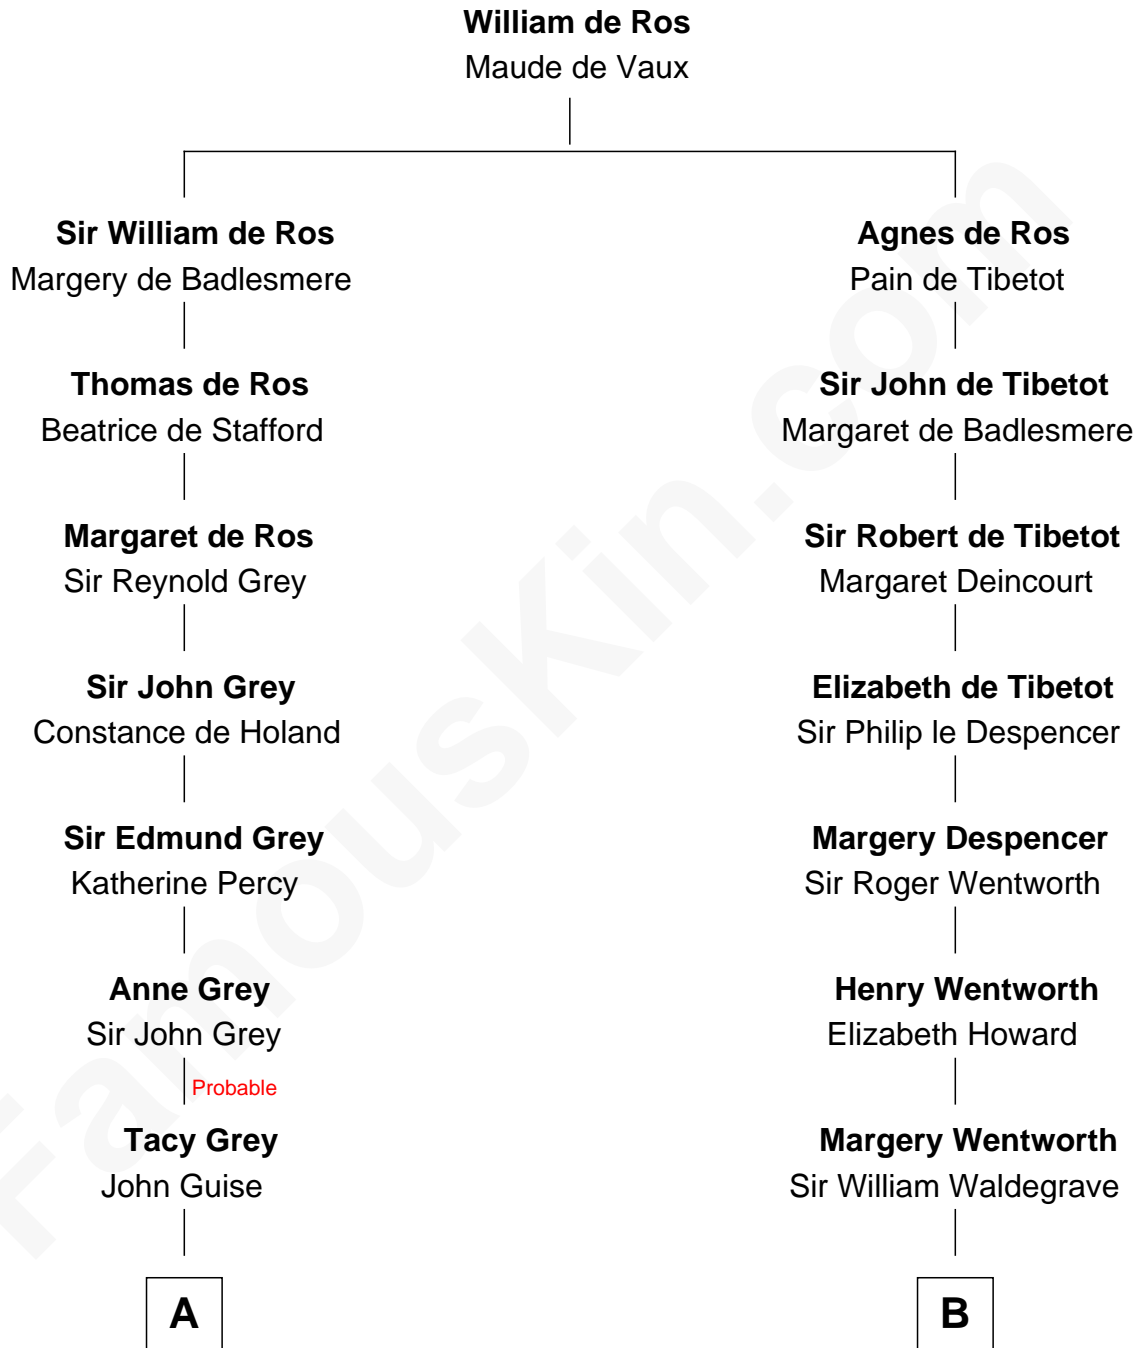 William de Ros
Maude de Vaux
Sir William de Ros
Margery de Badlesmere
Thomas de Ros
Beatrice de Stafford
Margaret de Ros
Sir Reynold Grey
Sir John Grey
Constance de Holand
Sir Edmund Grey
Katherine Percy
Anne Grey
Sir John Grey
Probable
Tacy Grey
John Guise
A
Agnes de Ros
Pain de Tibetot
Sir John de Tibetot
Margaret de Badlesmere
Sir Robert de Tibetot
Margaret Deincourt
Elizabeth de Tibetot
Sir Philip le Despencer
Margery Despencer
Sir Roger Wentworth
Henry Wentworth
Elizabeth Howard
Margery Wentworth
Sir William Waldegrave
B
FamousKin.com